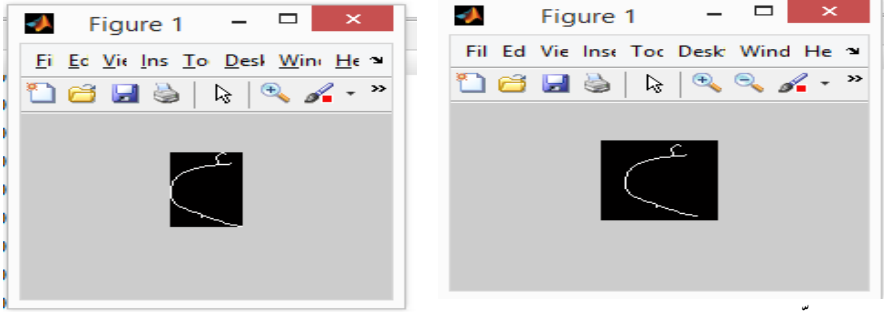 Figure 1
Fi Ec Vie Ins To Desl Win He
Figure 1
Fil Ed Vie Inse Toc Desk Wind He